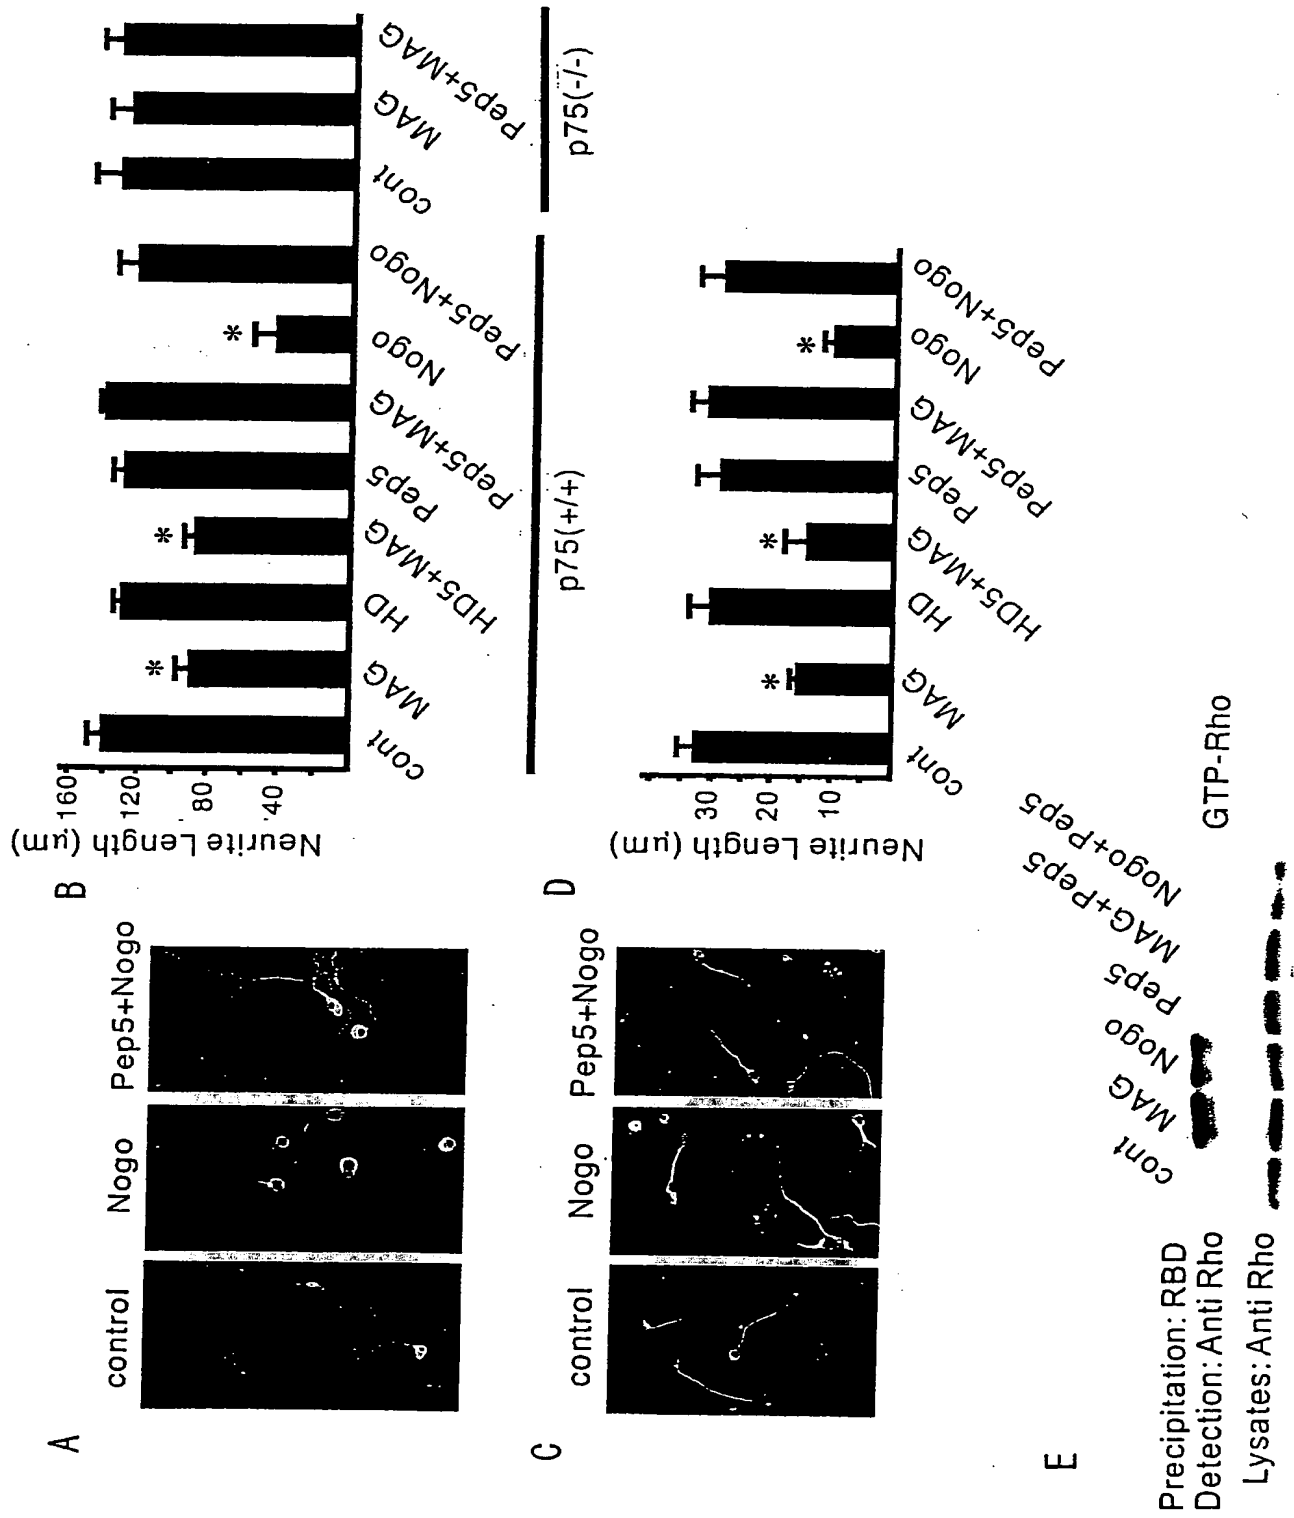 A
control
Nogo
Pep5+Nogo
B
Neurite Length (μm)
160
120
80
40
*
*
*
cont
MAG
HD
HD5+MAG
Pep5
Pep5+MAG
Nogo
Pep5+Nogo
cont
MAG
Pep5+MAG
p75(+/+)
p75(-/-)
C
control
Nogo
Pep5+Nogo
D
Neurite Length (μm)
30
20
10
*
*
*
cont
MAG
HD
HD5+MAG
Pep5
Pep5+MAG
Nogo
Pep5+Nogo
E
cont
MAG
Nogo
Pep5
MAG+Pep5
Nogo+Pep5
Precipitation: RBD
Detection: Anti Rho
GTP-Rho
Lysates: Anti Rho